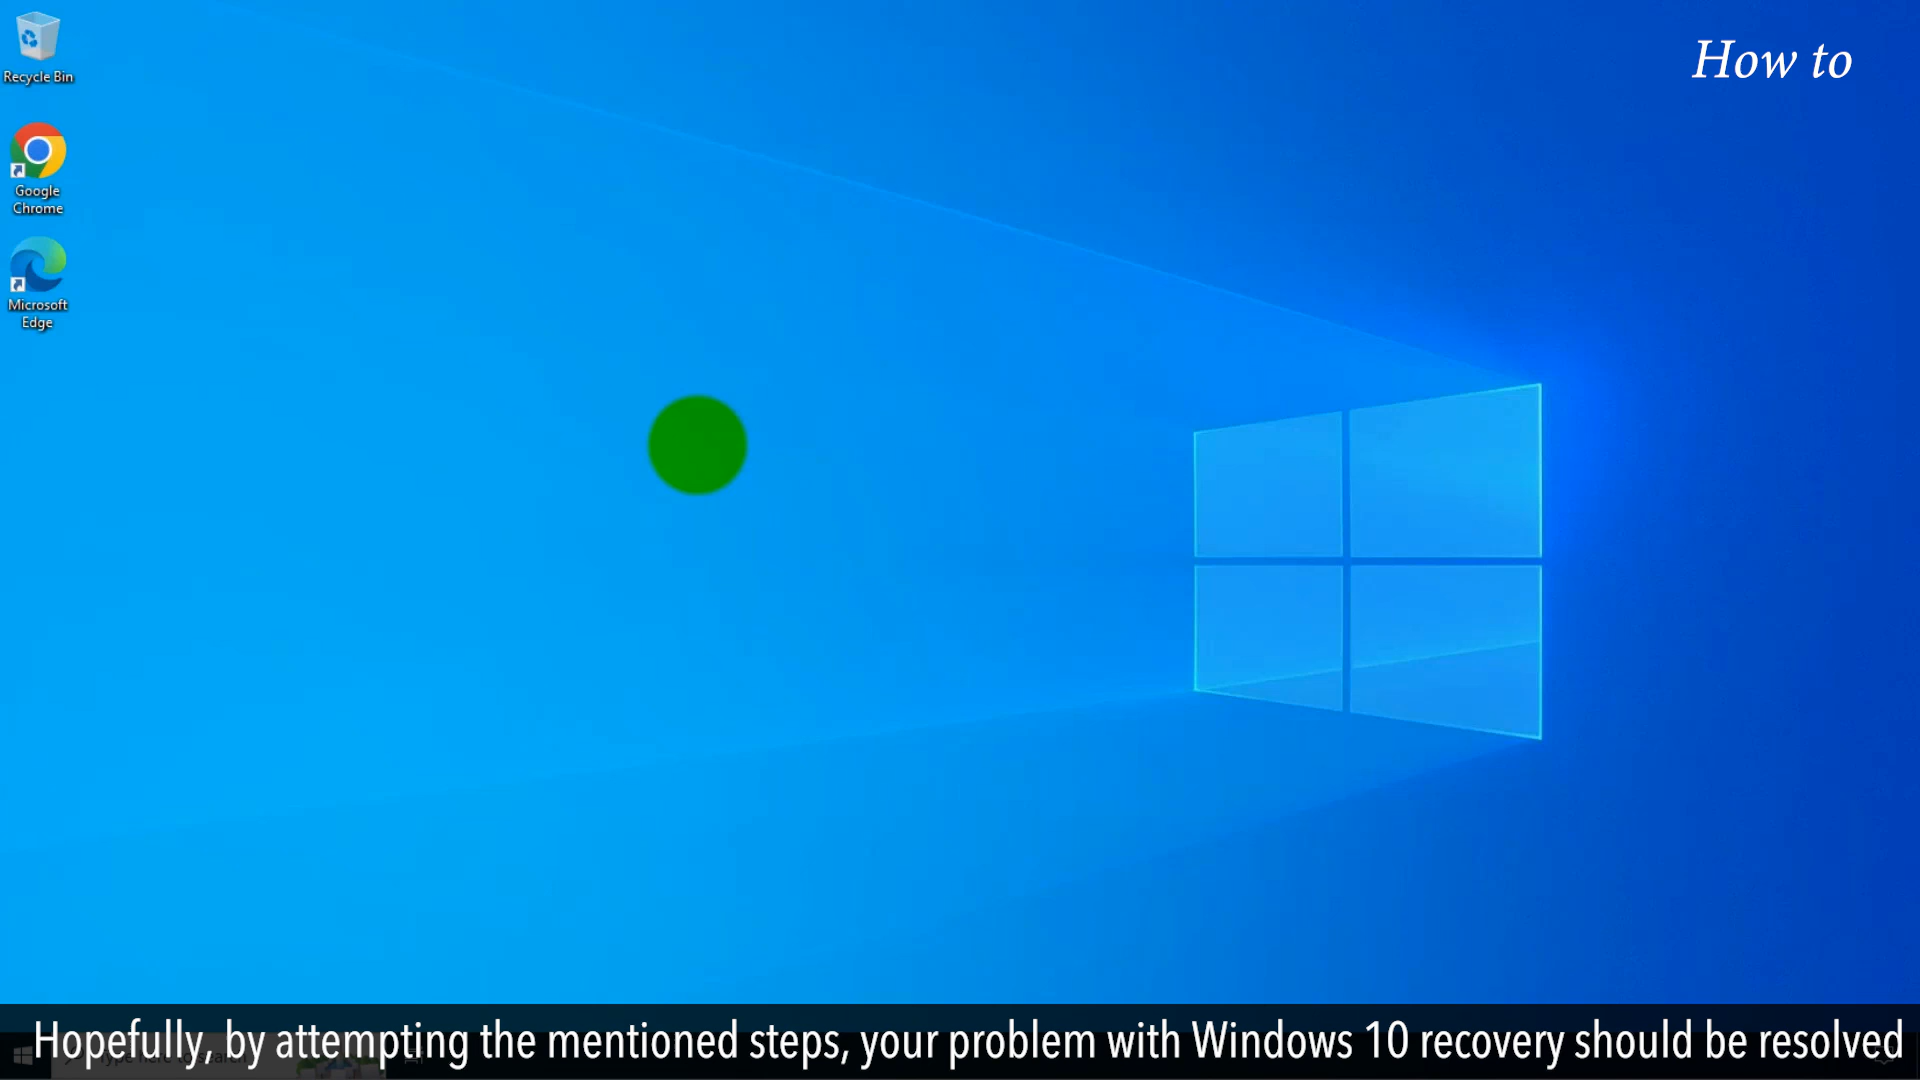 Recycle Bin
How to
Google
Chrome
Microsoft
Edge
Hopefully, by attempting the mentioned steps, your problem with Windows 10 recovery should be resolved